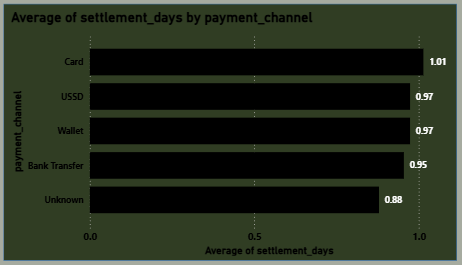 Average of settlement_days by payment_channel
payment_channel
Card 1.01
USSD 0.97
Wallet 0.97
Bank Transfer 0.95
Unknown 0.88
0.0 0.5 1.0
Average of settlement_days